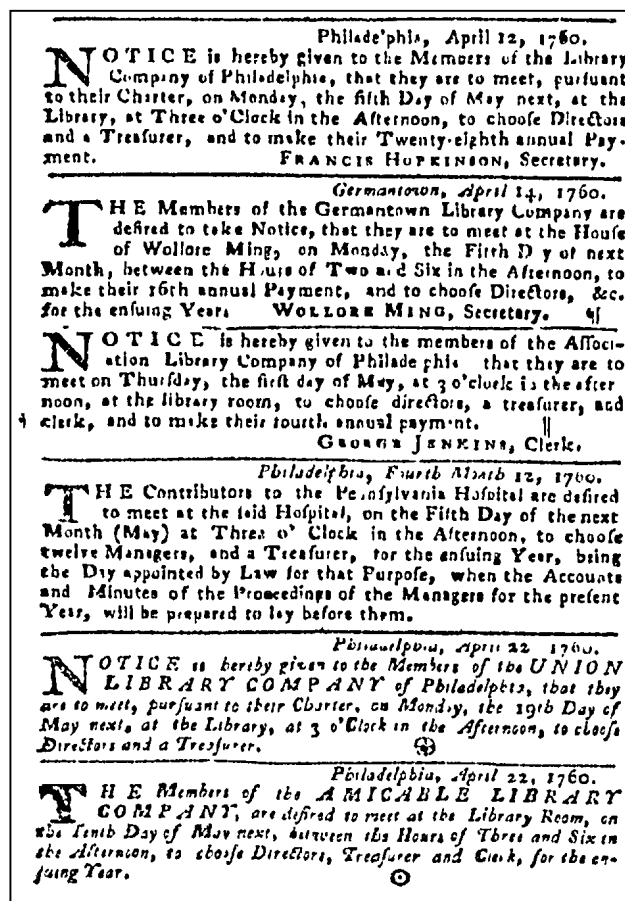 Philade'phia, April 12, 1760.
NOTICE is hereby given to the Members of the Library
Company of Philadelphia, that they are to meet, purſuant
to their Charter, on Monday, the fifth Day of May next, at the
Library, at Three o'Clock in the Afternoon, to chooſe Directors
and a Treaſurer, and to make their Twenty-eighth annual Pay-
ment. FRANCIS HOPKINSON, Secretary.
Germantown, April 14, 1760.
THE Members of the Germantown Library Company are
deſired to take Notice, that they are to meet at the Houſe
of Wollore Ming, on Monday, the Fifth D y of next
Month, between the Hours of Two and Six in the Afternoon, to
make their 16th annual Payment, and to chooſe Directors, &c.
for the enſuing Year. WOLLORE MING, Secretary. ¶
NOTICE is hereby given to the members of the Aſſoci-
ation Library Company of Philade phia that they are to
meet on Thurſday, the firſt day of May, at 3 o'clock in the after
noon, at the library room, to chooſe directors, a treaſurer, and
clerk, and to make their fourth annual payment. ||
GEORGE JENKINS, Clerk.
Philadelphia, Fourth Month 12, 1760.
THE Contributors to the Pennſylvania Hoſpital are deſired
to meet at the ſaid Hoſpital, on the Fifth Day of the next
Month (May) at Three o' Clock in the Afternoon, to chooſe
twelve Managers, and a Treaſurer, for the enſuing Year, being
the Day appointed by Law for that Purpoſe, when the Accounts
and Minutes of the Proceedings of the Managers for the preſent
Year, will be prepared to lay before them.
Philadelphia, April 22 1760.
NOTICE is hereby given to the Members of the UNION
LIBRARY COMPANY of Philadelphia, that they
are to meet, purſuant to their Charter, on Monday, the 19th Day of
May next, at the Library, at 3 o'Clock in the Afternoon, to chooſe
Directors and a Treaſurer.
Philadelphia, April 22, 1760.
THE Members of the AMICABLE LIBRARY
COMPANY, are deſired to meet at the Library Room, on
the Tenth Day of May next, between the Hours of Three and Six in
the Afternoon, to chooſe Directors, Treaſurer and Clerk, for the en-
ſuing Year.